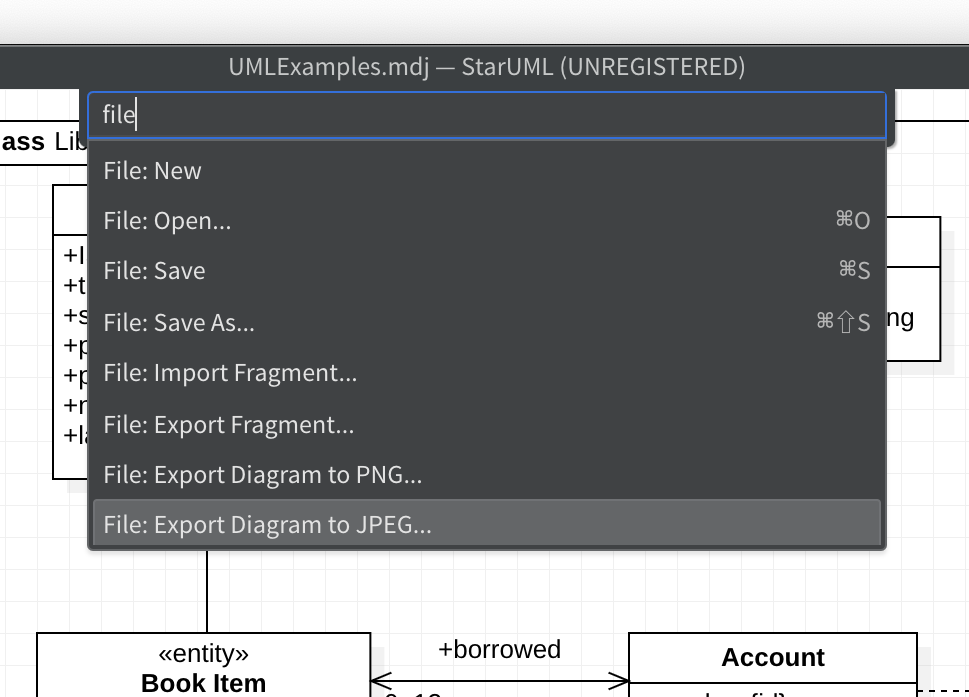 UMLExamples.mdj — StarUML (UNREGISTERED)
file
ass Lib
File: New
File: Open... ⌘O
File: Save ⌘S
File: Save As... ⌘⇧S
File: Import Fragment...
File: Export Fragment...
File: Export Diagram to PNG...
File: Export Diagram to JPEG...
+t
+s
+p
+p
+la
ng
«entity»
Book Item
+borrowed
Account